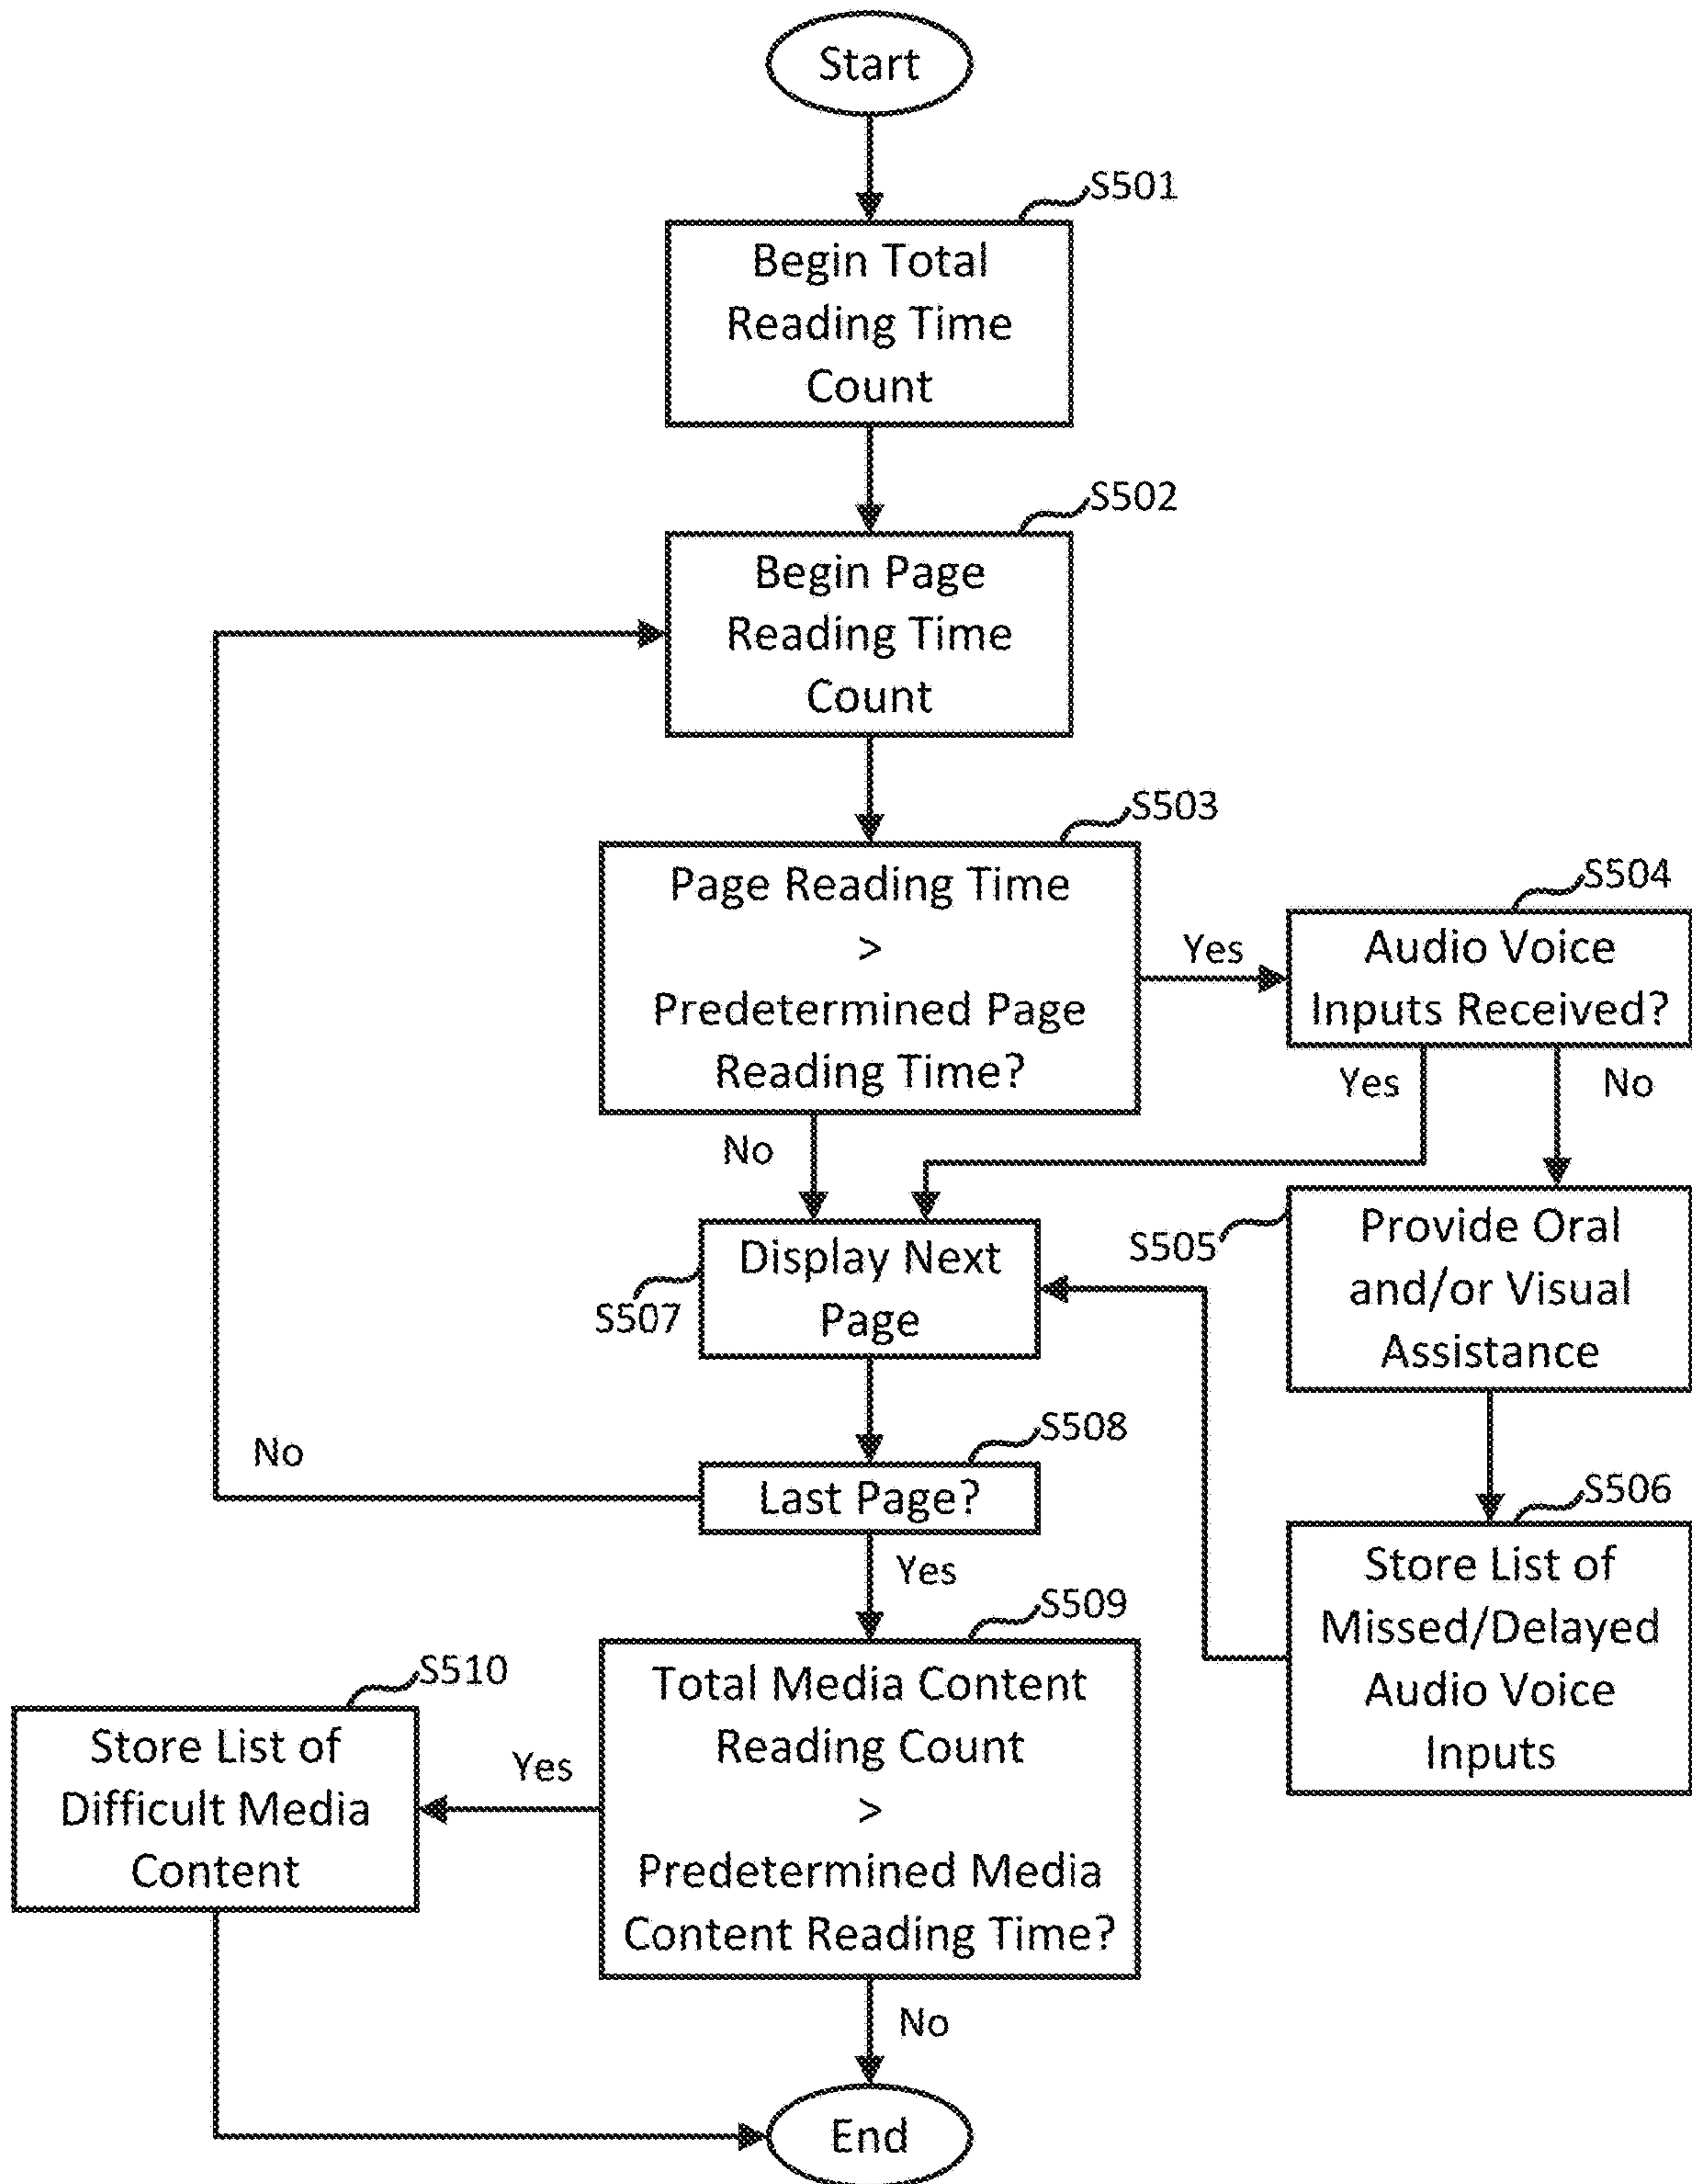 Start
S501
Begin Total
Reading Time
Count
S502
Begin Page
Reading Time
Count
S503
Page Reading Time
>
Predetermined Page
Reading Time?
Yes
No
S504
Audio Voice
Inputs Received?
Yes
No
S505
Provide Oral
and/or Visual
Assistance
S506
Store List of
Missed/Delayed
Audio Voice
Inputs
S507
Display Next
Page
S508
Last Page?
No
Yes
S509
Total Media Content
Reading Count
>
Predetermined Media
Content Reading Time?
Yes
No
S510
Store List of
Difficult Media
Content
End